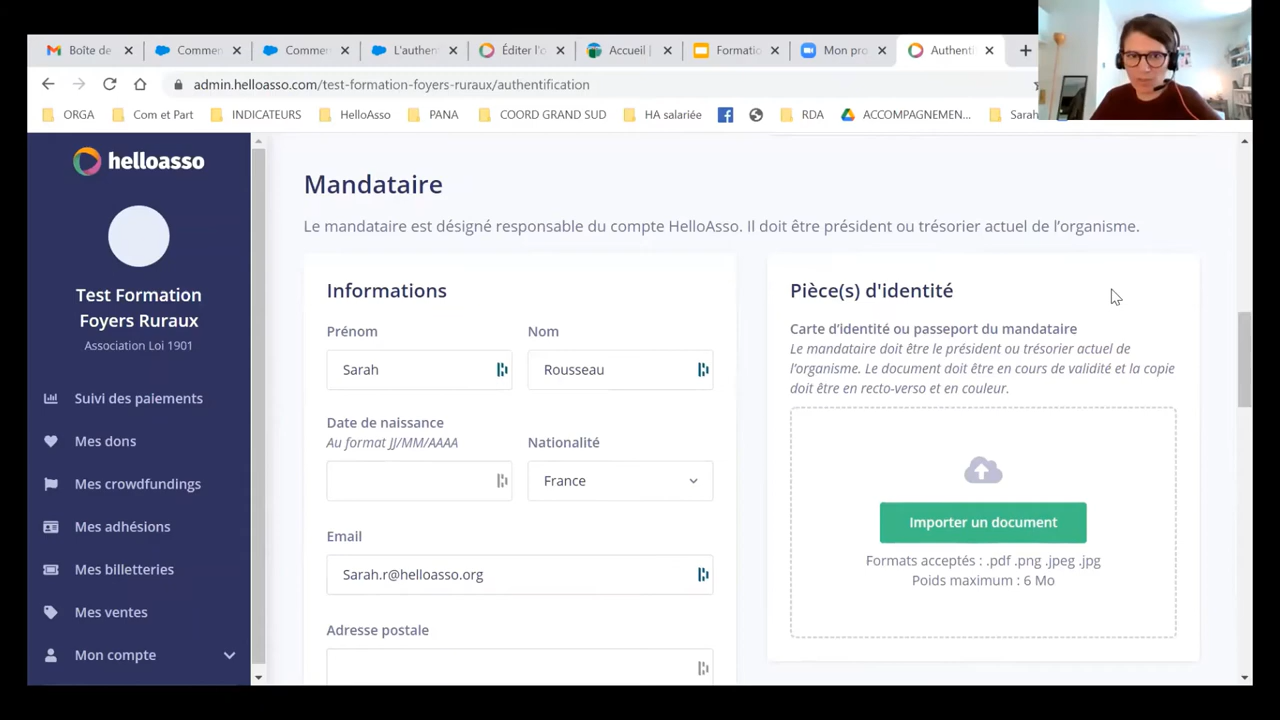 Boîte de
Commen
Comme
L'authen
Éditer l'o
Accueil |
Formatio
Mon pro
Authenti
admin.helloasso.com/test-formation-foyers-ruraux/authentification
ORGA
Com et Part
INDICATEURS
HelloAsso
PANA
COORD GRAND SUD
HA salariée
RDA
ACCOMPAGNEMEN...
Sarah
helloasso
Test Formation
Foyers Ruraux
Association Loi 1901
Suivi des paiements
Mes dons
Mes crowdfundings
Mes adhésions
Mes billetteries
Mes ventes
Mon compte
Mandataire
Le mandataire est désigné responsable du compte HelloAsso. Il doit être président ou trésorier actuel de l'organisme.
Informations
Prénom
Nom
Sarah
Rousseau
Date de naissance
Au format JJ/MM/AAAA
Nationalité
France
Email
Sarah.r@helloasso.org
Adresse postale
Pièce(s) d'identité
Carte d'identité ou passeport du mandataire
Le mandataire doit être le président ou trésorier actuel de
l'organisme. Le document doit être en cours de validité et la copie
doit être en recto-verso et en couleur.
Importer un document
Formats acceptés : .pdf .png .jpeg .jpg
Poids maximum : 6 Mo